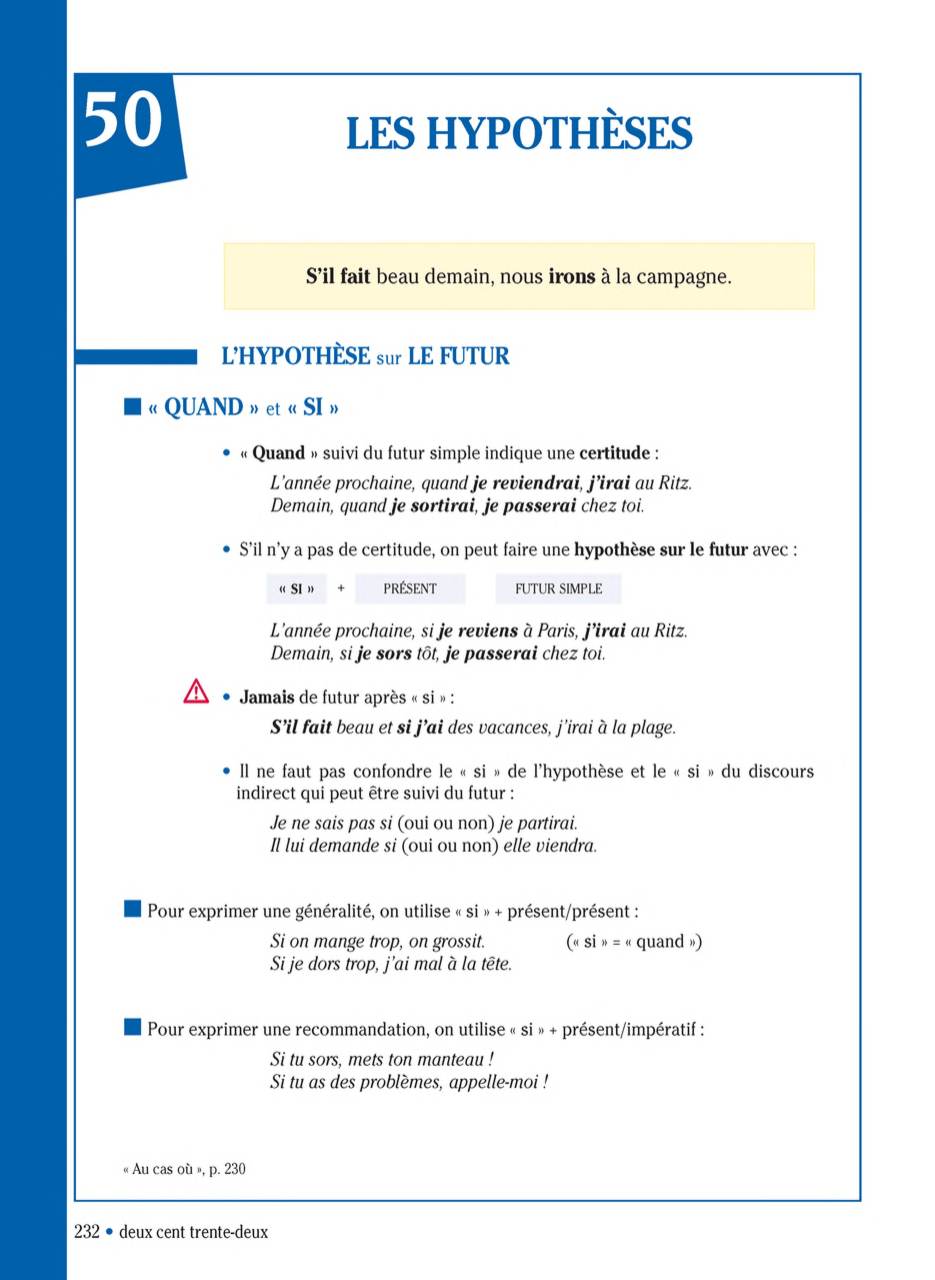 50
LES HYPOTHÈSES
S'il fait beau demain, nous irons à la campagne.
L'HYPOTHÈSE sur LE FUTUR
« QUAND » et « SI »
• « Quand » suivi du futur simple indique une certitude :
L'année prochaine, quand je reviendrai, j'irai au Ritz.
Demain, quand je sortirai, je passerai chez toi.
• S'il n'y a pas de certitude, on peut faire une hypothèse sur le futur avec :
« SI » + PRÉSENT FUTUR SIMPLE
L'année prochaine, si je reviens à Paris, j'irai au Ritz.
Demain, si je sors tôt, je passerai chez toi.
• Jamais de futur après « si » :
S'il fait beau et si j'ai des vacances, j'irai à la plage.
• Il ne faut pas confondre le « si » de l'hypothèse et le « si » du discours
indirect qui peut être suivi du futur :
Je ne sais pas si (oui ou non) je partirai.
Il lui demande si (oui ou non) elle viendra.
Pour exprimer une généralité, on utilise « si » + présent/présent :
Si on mange trop, on grossit. (« si » = « quand »)
Si je dors trop, j'ai mal à la tête.
Pour exprimer une recommandation, on utilise « si » + présent/impératif :
Si tu sors, mets ton manteau !
Si tu as des problèmes, appelle-moi !
« Au cas où », p. 230
232 • deux cent trente-deux